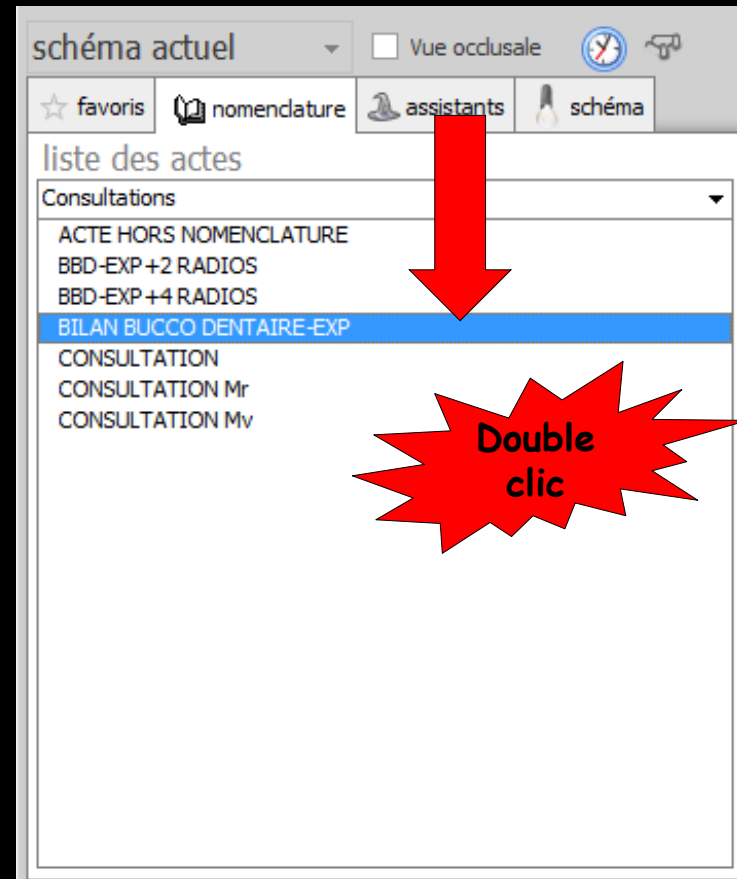 schéma actuel Vue occlusale
favoris nomenclature assistants schéma
liste des actes
Consultations
ACTE HORS NOMENCLATURE
BBD-EXP+2 RADIOS
BBD-EXP+4 RADIOS
BILAN BUCCO DENTAIRE-EXP
CONSULTATION
CONSULTATION Mr
CONSULTATION Mv
Double
clic